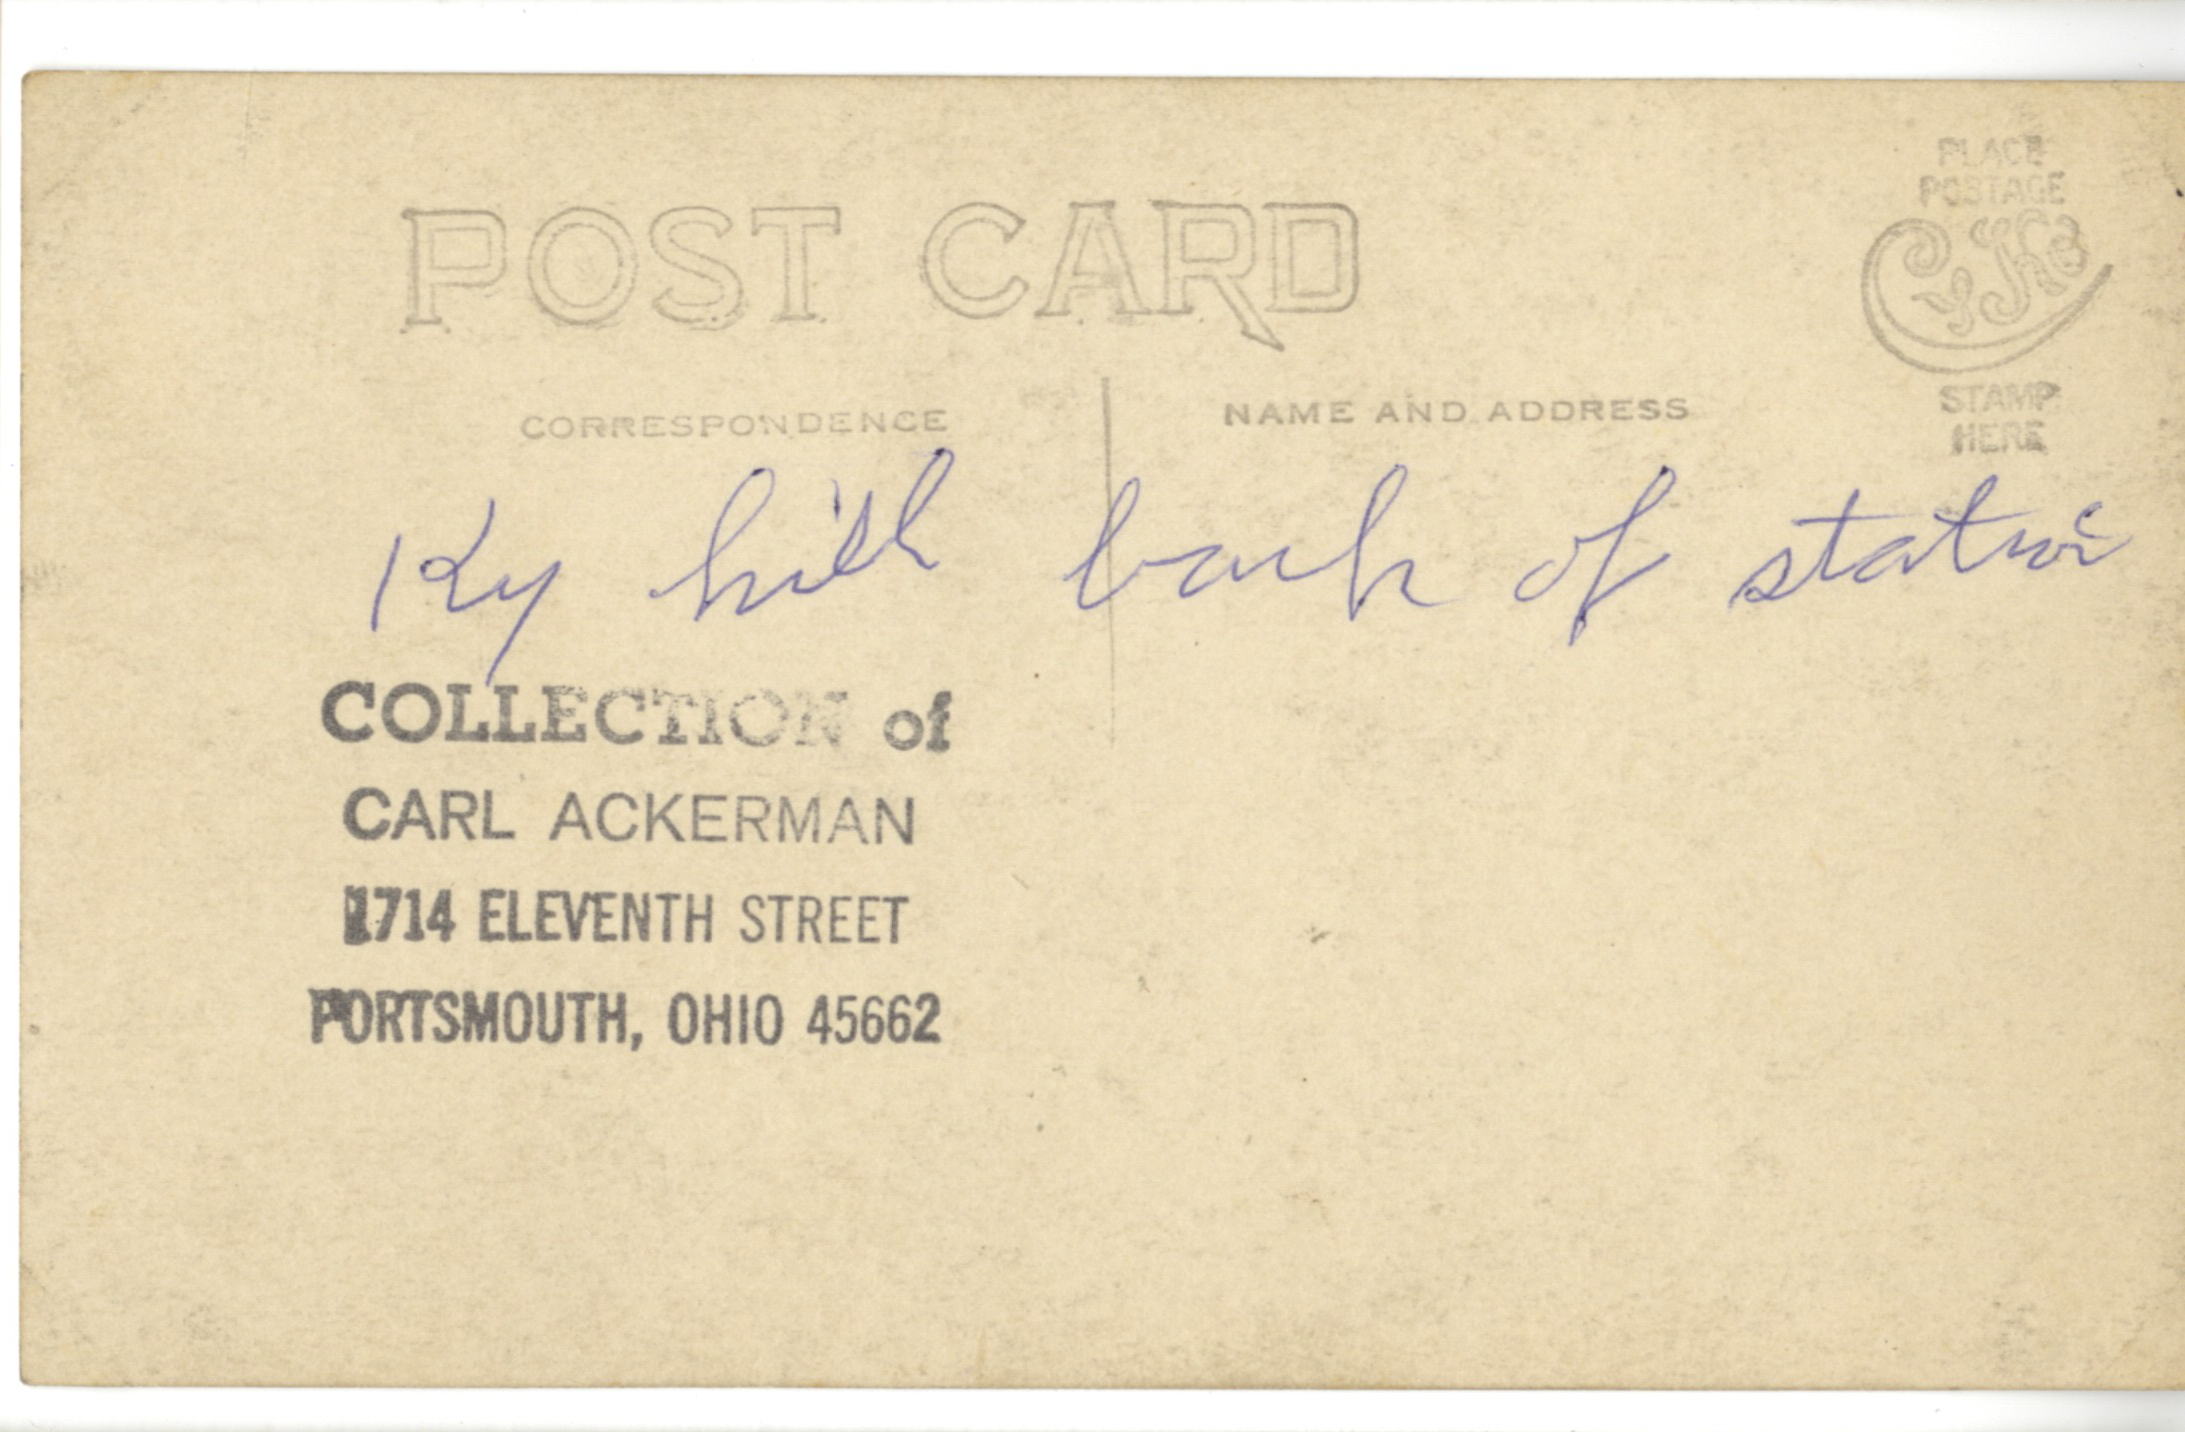 PLACE
POSTAGE
CYKO
STAMP
HERE
POST CARD
CORRESPONDENCE
NAME AND ADDRESS
Ky hill back of station
COLLECTION of
CARL ACKERMAN
1714 ELEVENTH STREET
PORTSMOUTH, OHIO 45662